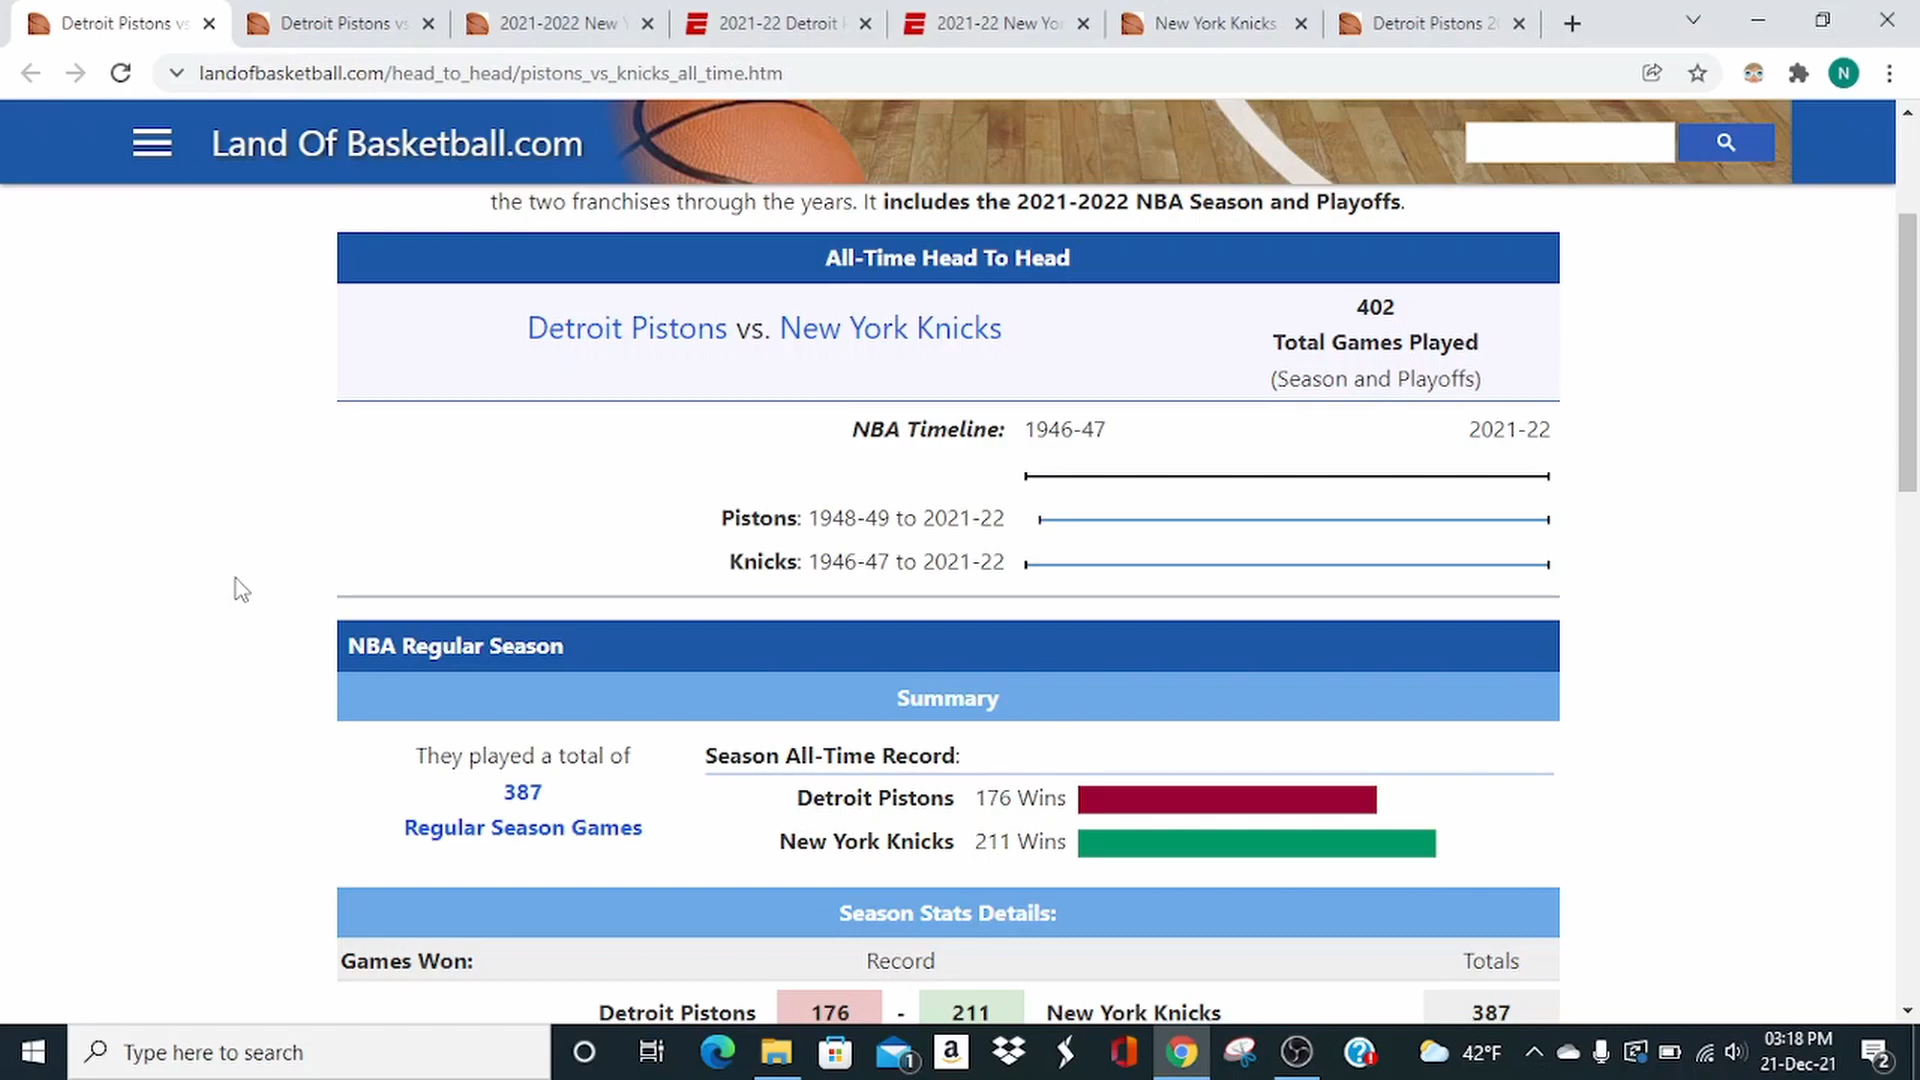 Detroit Pistons vs
Detroit Pistons vs
2021-2022 New Y
2021-22 Detroit
2021-22 New Yo
New York Knicks
Detroit Pistons 2
landofbasketball.com/head_to_head/pistons_vs_knicks_all_time.htm
N
Land Of Basketball.com
the two franchises through the years. It includes the 2021-2022 NBA Season and Playoffs.
All-Time Head To Head
Detroit Pistons vs. New York Knicks
402
Total Games Played
(Season and Playoffs)
NBA Timeline: 1946-47 2021-22
Pistons: 1948-49 to 2021-22
Knicks: 1946-47 to 2021-22
NBA Regular Season
Summary
They played a total of
387
Regular Season Games
Season All-Time Record:
Detroit Pistons 176 Wins
New York Knicks 211 Wins
Season Stats Details:
Games Won: Record Totals
Detroit Pistons 176 - 211 New York Knicks 387
Type here to search
1
a
42°F
03:18 PM
21-Dec-21
2